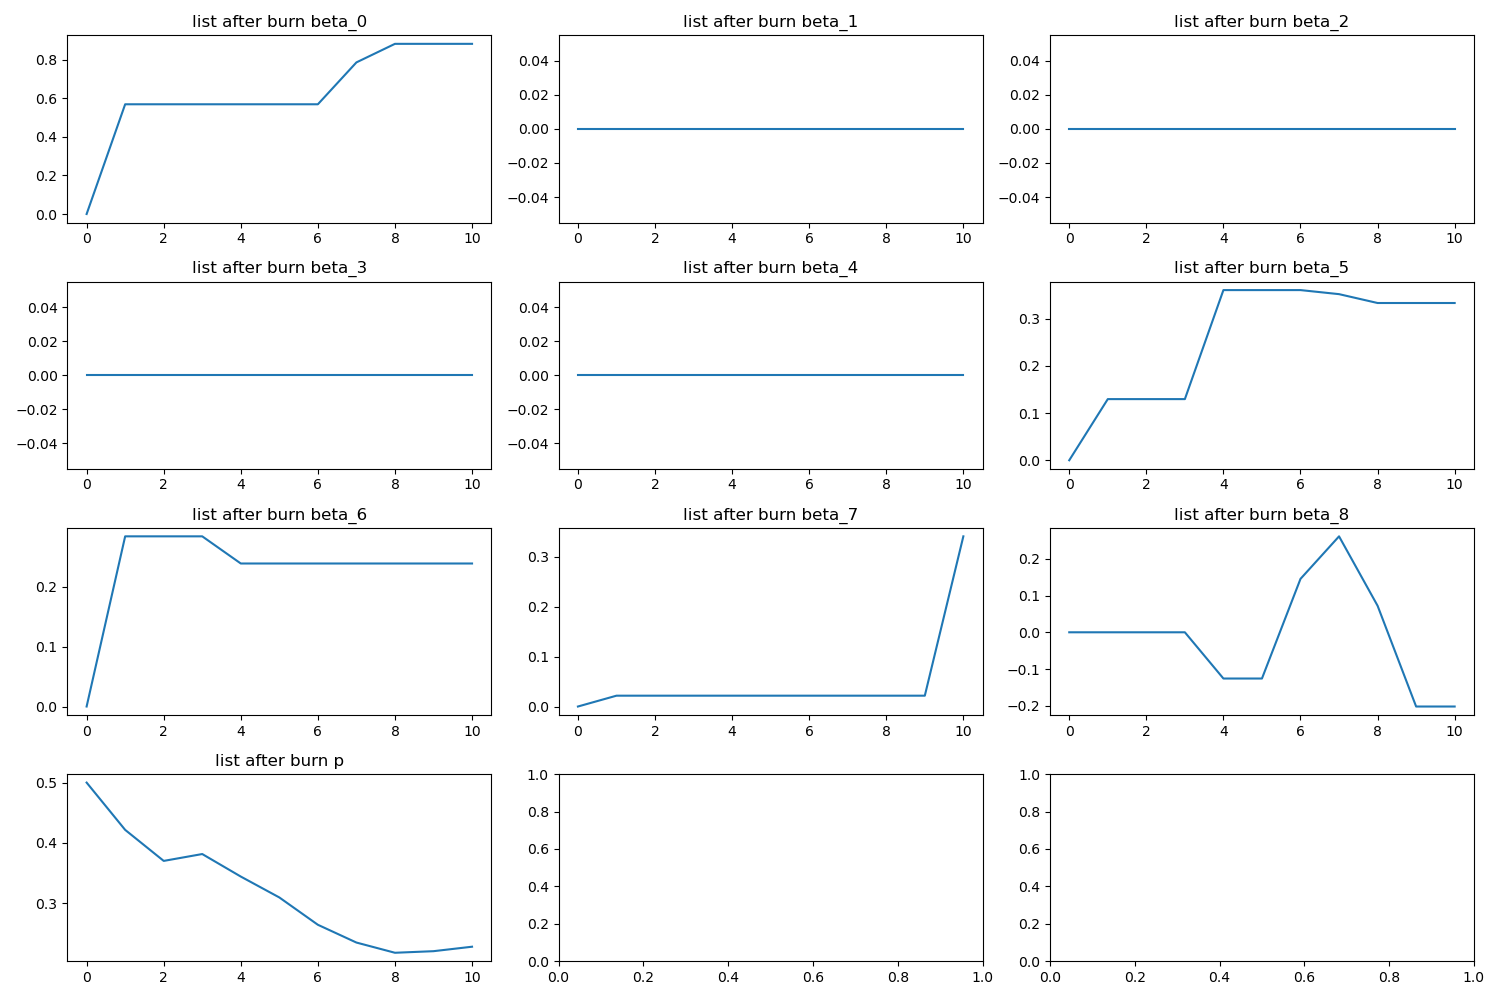 list after burn beta_0 list after burn beta_1 list after burn beta_2
0.8 0.04 0.04
0.6 0.02 0.02
0.4 0.00 0.00
0.2 −0.02 −0.02
0.0 −0.04 −0.04
0 2 4 6 8 10 0 2 4 6 8 10 0 2 4 6 8 10
list after burn beta_3 list after burn beta_4 list after burn beta_5
0.04 0.04 0.3
0.02 0.02 0.2
0.00 0.00 0.1
−0.02 −0.02 0.0
−0.04 −0.04
0 2 4 6 8 10 0 2 4 6 8 10 0 2 4 6 8 10
list after burn beta_6 list after burn beta_7 list after burn beta_8
0.2 0.3 0.2
0.1 0.2 0.1
0.0 0.1 0.0
0.0 −0.1
−0.2
0 2 4 6 8 10 0 2 4 6 8 10 0 2 4 6 8 10
list after burn p
0.5 1.0 1.0
0.4 0.8 0.8
0.3 0.6 0.6
0.4 0.4
0.2 0.2
0.0 0.0
0 2 4 6 8 10 0.0 0.2 0.4 0.6 0.8 1.0 0.0 0.2 0.4 0.6 0.8 1.0